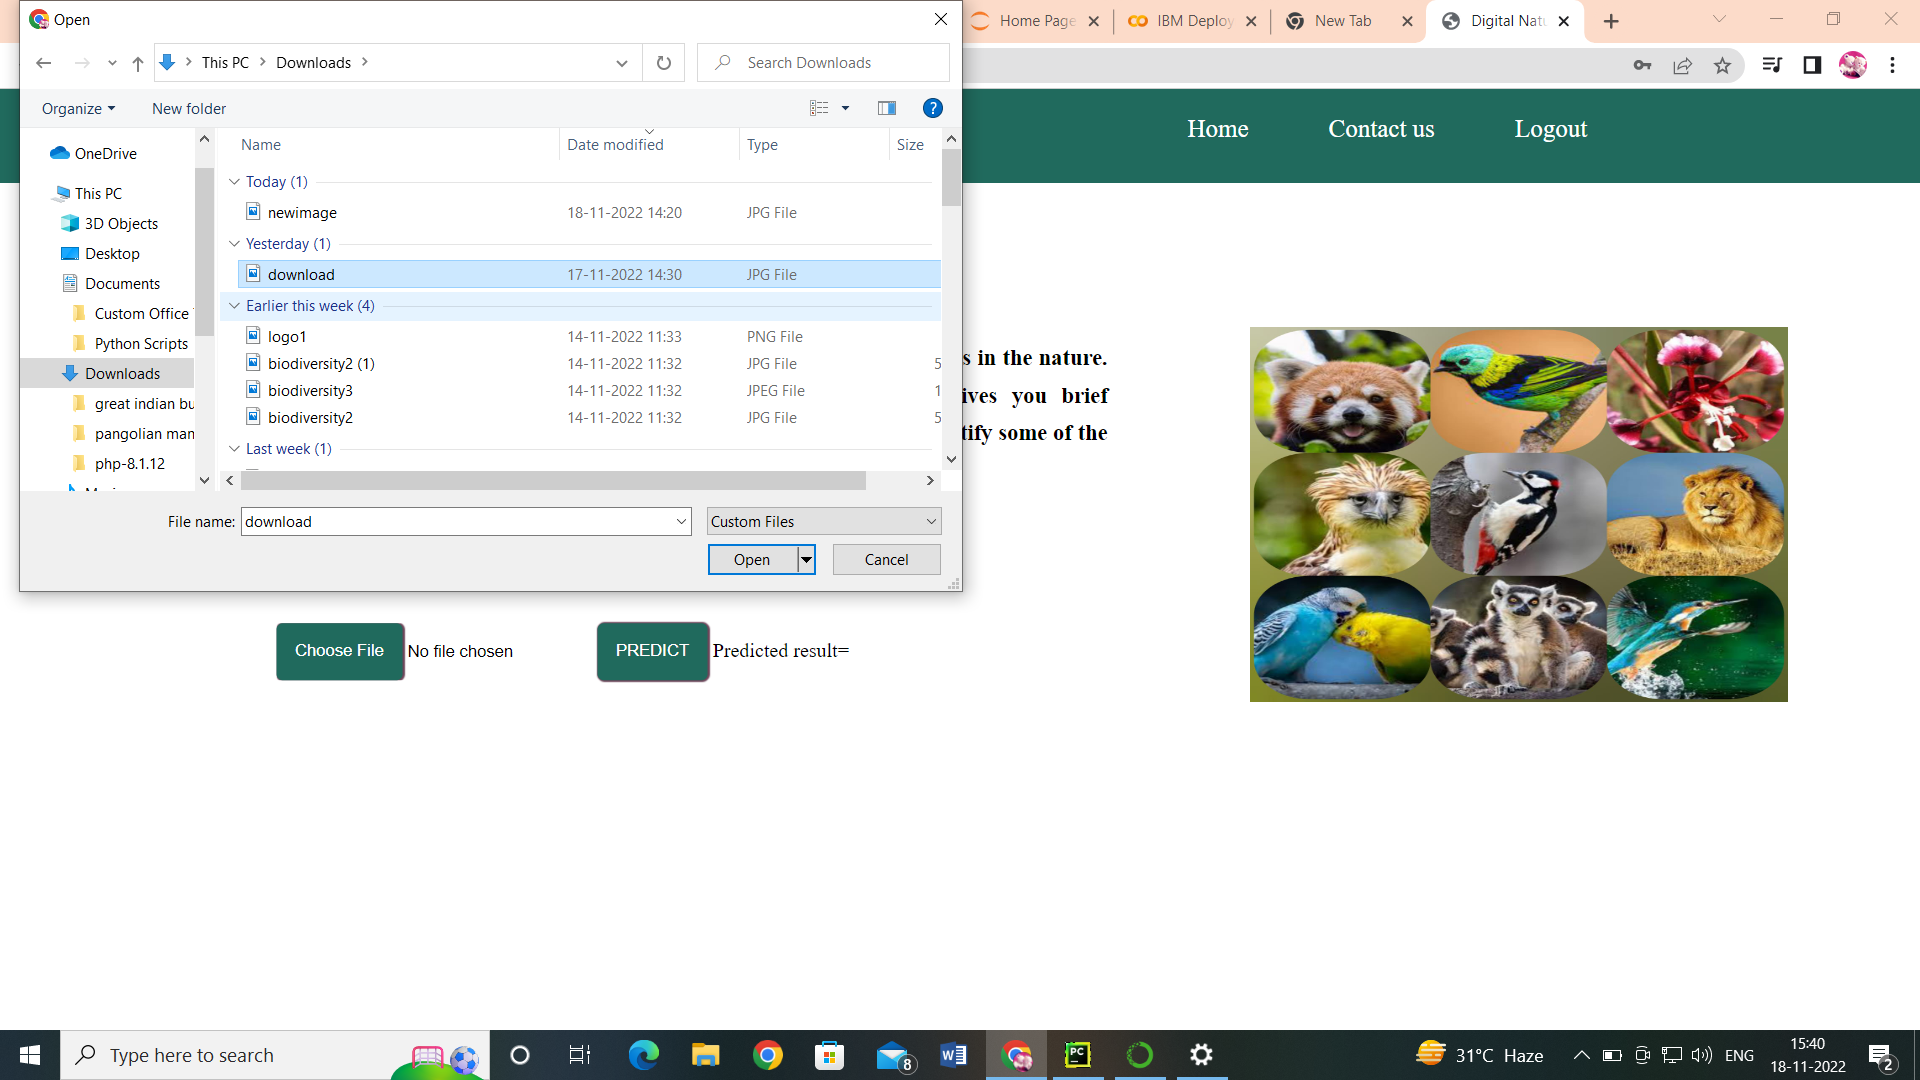 Open
Home Page
IBM Deploy
New Tab
Digital Natu
This PC
Downloads
Search Downloads
Organize
New folder
?
Home
Contact us
Logout
OneDrive
This PC
3D Objects
Desktop
Documents
Custom Office
Python Scripts
Downloads
great indian bu
pangolian man
php-8.1.12
Name
Date modified
Type
Size
Today (1)
newimage 18-11-2022 14:20 JPG File
Yesterday (1)
download 17-11-2022 14:30 JPG File
Earlier this week (4)
logo1 14-11-2022 11:33 PNG File
biodiversity2 (1) 14-11-2022 11:32 JPG File 5
biodiversity3 14-11-2022 11:32 JPEG File 1
biodiversity2 14-11-2022 11:32 JPG File 5
Last week (1)
File name: download
Custom Files
Open
Cancel
s in the nature.
ives you brief
tify some of the
Choose File No file chosen
PREDICT Predicted result=
Type here to search
8
PC
31°C Haze
ENG
15:40
18-11-2022
2